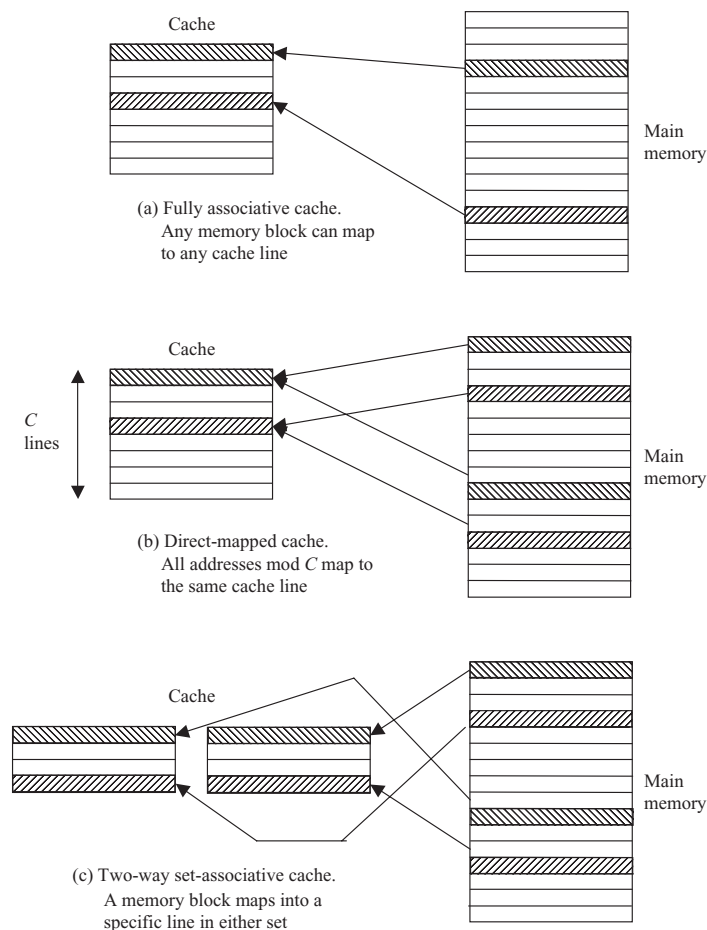 Cache
Main
memory
(a) Fully associative cache.
Any memory block can map
to any cache line
Cache
C
lines
Main
memory
(b) Direct-mapped cache.
All addresses mod C map to
the same cache line
Cache
Main
memory
(c) Two-way set-associative cache.
A memory block maps into a
specific line in either set